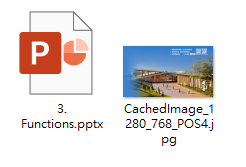 P
3.
Functions.pptx
CachedImage_1
280_768_POS4.j
pg